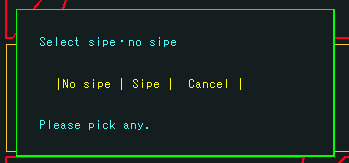 Select sipe・no sipe
|No sipe | Sipe | Cancel |
Please pick any.